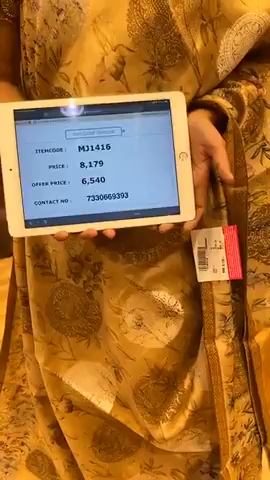 ITEMCODE : MJ1416
PRICE : 8,179
OFFER PRICE : 6,540
CONTACT NO : 7330669393